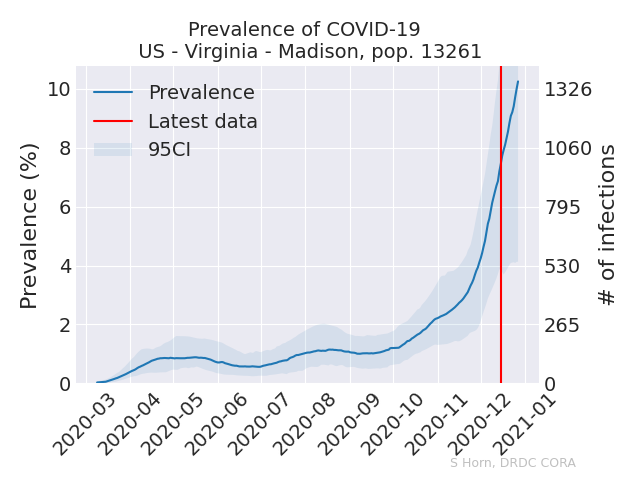 Prevalence of COVID-19
US - Virginia - Madison, pop. 13261
Prevalence
Latest data
95CI
Prevalence (%)
10
8
6
4
2
0
# of infections
1326
1060
795
530
265
0
2020-03
2020-04
2020-05
2020-06
2020-07
2020-08
2020-09
2020-10
2020-11
2020-12
2021-01
S Horn, DRDC CORA